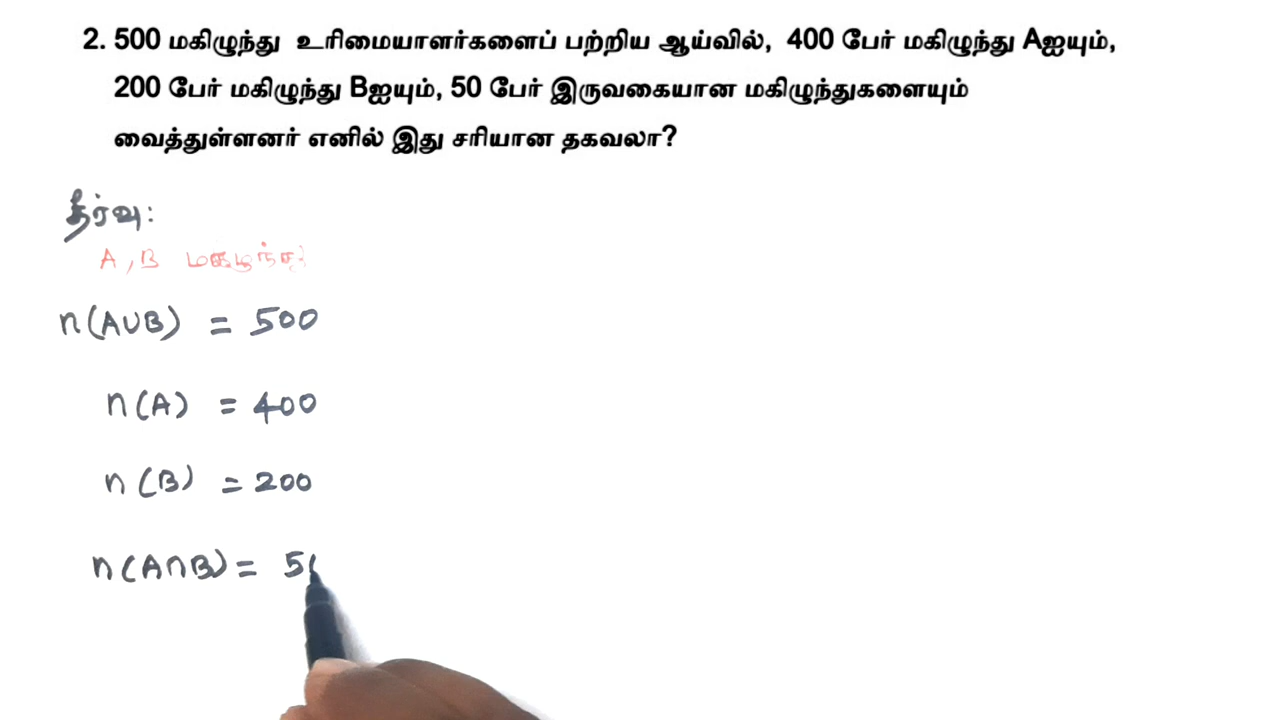 2. 500 மகிழுந்து உரிமையாளர்களைப் பற்றிய ஆய்வில், 400 பேர் மகிழுந்து Aஐயும்,
200 பேர் மகிழுந்து Bஐயும், 50 பேர் இருவகையான மகிழுந்துகளையும்
வைத்துள்ளனர் எனில் இது சரியான தகவலா?
தீர்வு:
A, B
n(A∪B) = 500
n(A) = 400
n(B) = 200
n(A∩B) = 50